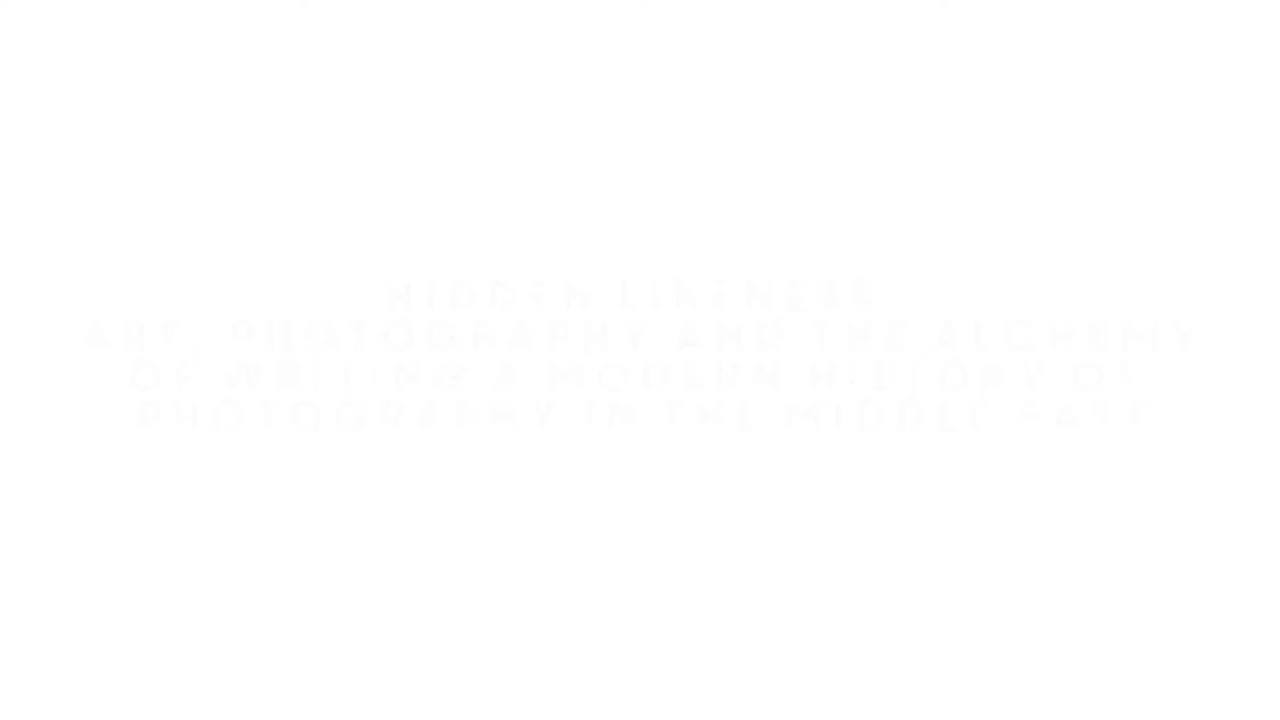 HIDDEN LIKENESS
ART, PHOTOGRAPHY AND THE ALCHEMY
OF WRITING A MODERN HISTORY OF
PHOTOGRAPHY IN THE MIDDLE EAST